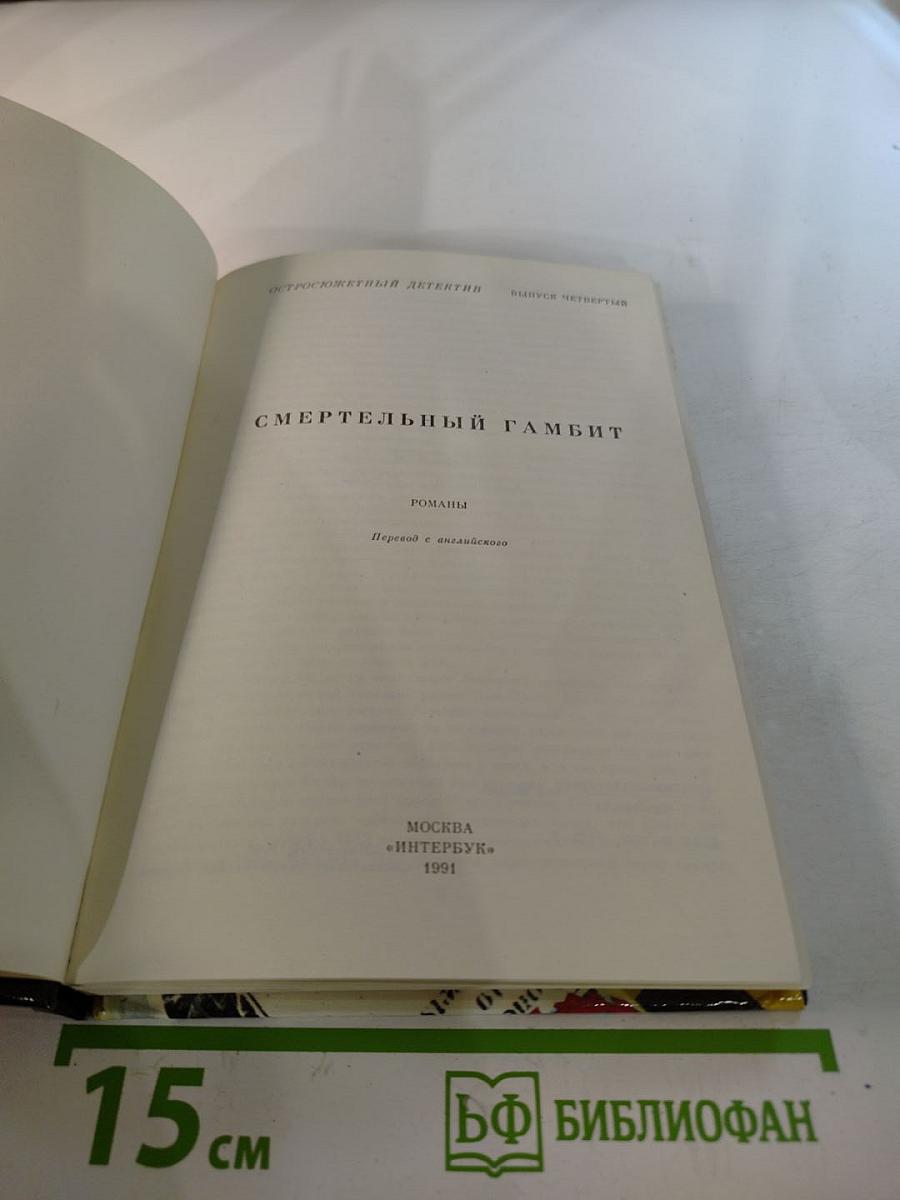 ОСТРОСЮЖЕТНЫЙ ДЕТЕКТИВ ВЫПУСК ЧЕТВЕРТЫЙ
СМЕРТЕЛЬНЫЙ ГАМБИТ
РОМАНЫ
Перевод с английского
МОСКВА
«ИНТЕРБУК»
1991
15 см
БФ БИБЛИОФАН